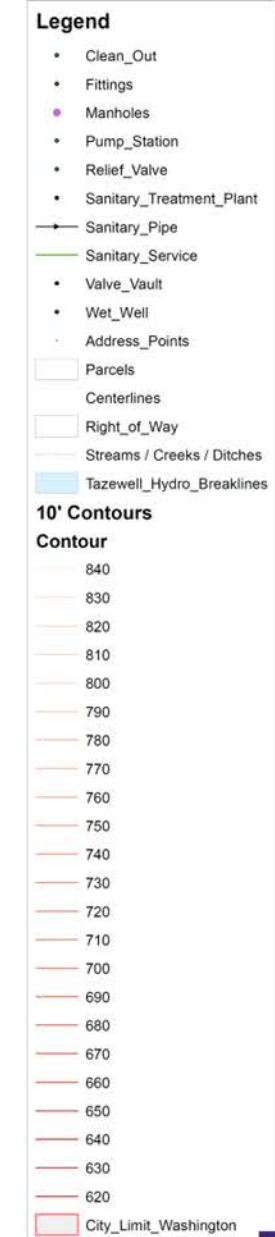 Legend
Clean_Out
Fittings
Manholes
Pump_Station
Relief_Valve
Sanitary_Treatment_Plant
Sanitary_Pipe
Sanitary_Service
Valve_Vault
Wet_Well
Address_Points
Parcels
Centerlines
Right_of_Way
Streams / Creeks / Ditches
Tazewell_Hydro_Breaklines
10' Contours
Contour
840
830
820
810
800
790
780
770
760
750
740
730
720
710
700
690
680
670
660
650
640
630
620
City_Limit_Washington